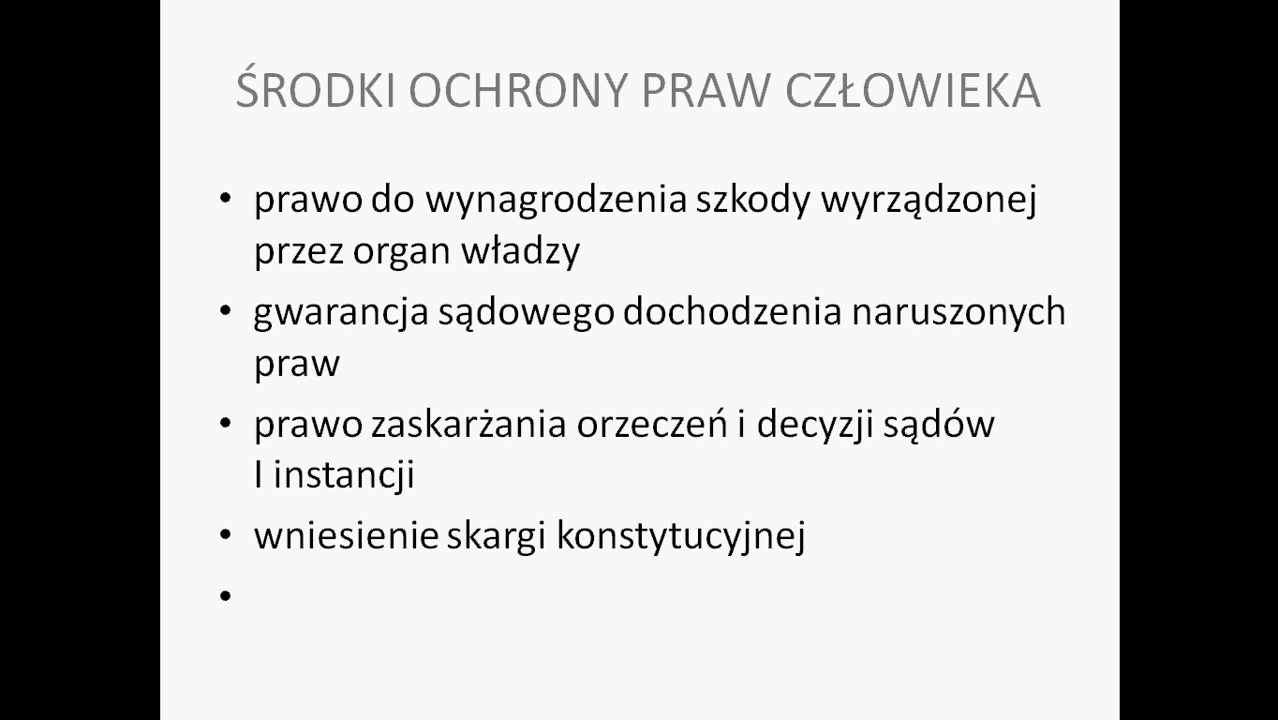 ŚRODKI OCHRONY PRAW CZŁOWIEKA
• prawo do wynagrodzenia szkody wyrządzonej
przez organ władzy
• gwarancja sądowego dochodzenia naruszonych
praw
• prawo zaskarżania orzeczeń i decyzji sądów
I instancji
• wniesienie skargi konstytucyjnej
•